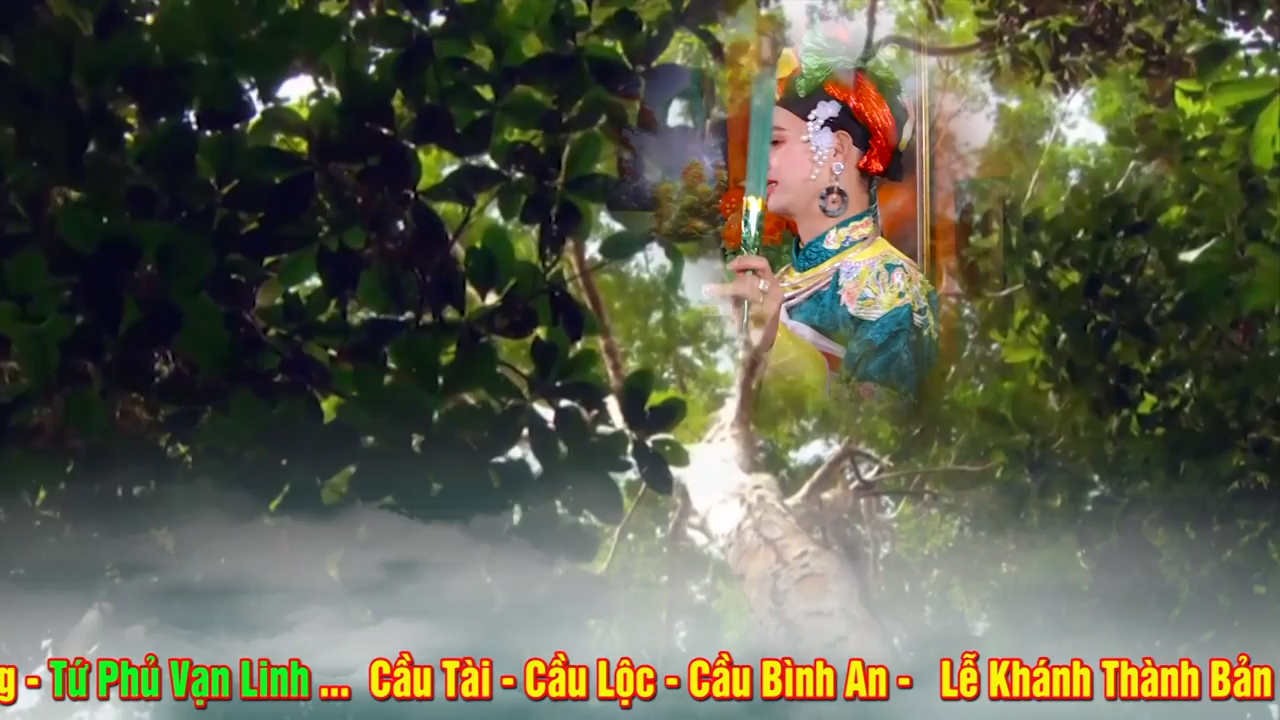 g - Tứ Phủ Vạn Linh ... Cầu Tài - Cầu Lộc - Cầu Bình An - Lễ Khánh Thành Bản